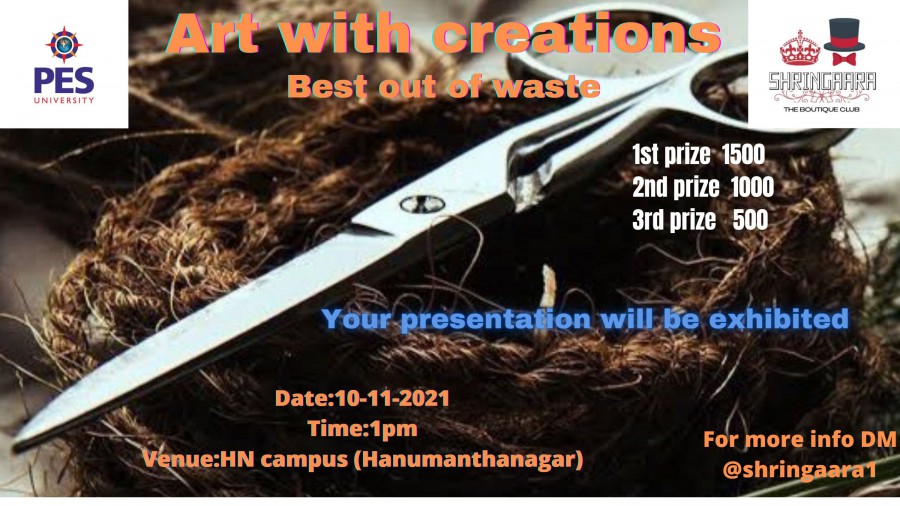 Art with creations
Best out of waste
PES
UNIVERSITY
SHRINGAARA
THE BOUTIQUE CLUB
1st prize 1500
2nd prize 1000
3rd prize 500
Your presentation will be exhibited
Date:10-11-2021
Time:1pm
Venue:HN campus (Hanumanthanagar)
For more info DM
@shringaara1